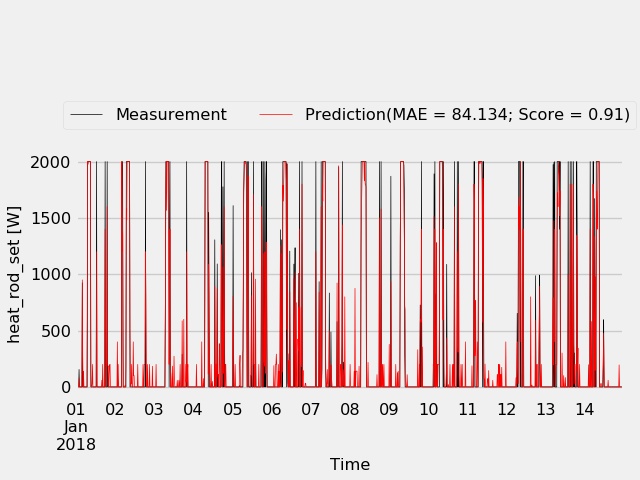 Measurement
Prediction(MAE = 84.134; Score = 0.91)
2000
1500
1000
500
0
heat_rod_set [W]
01 02 03 04 05 06 07 08 09 10 11 12 13 14
Jan
2018
Time